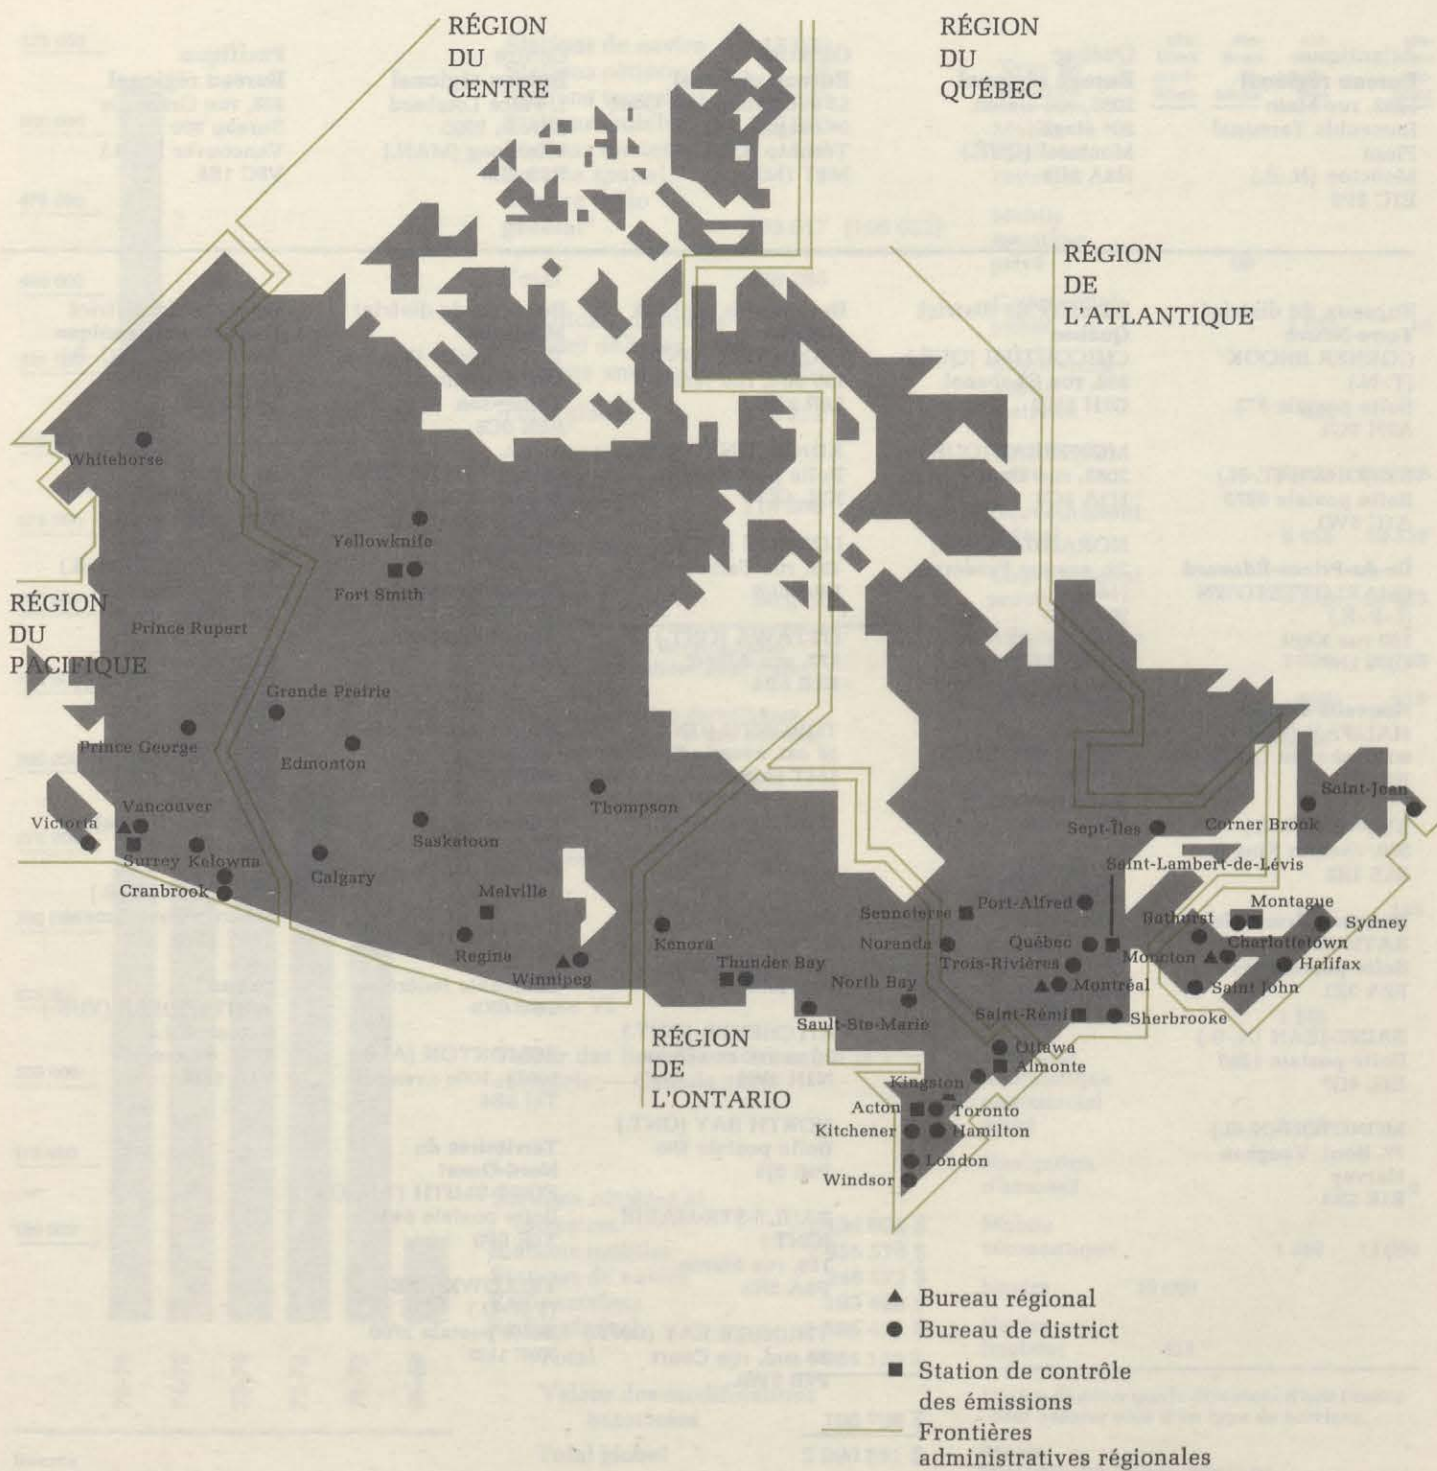 RÉGION
DU
CENTRE
RÉGION
DU
QUÉBEC
RÉGION
DE
L'ATLANTIQUE
Whitehorse
Yellowknife
Fort Smith
RÉGION
DU
PACIFIQUE
Prince Rupert
Grande Prairie
Prince George
Edmonton
Thompson
Saint-Jean
Vancouver
Victoria
Saskatoon
Sept-Îles
Corner Brook
Surrey
Kelowna
Calgary
Cranbrook
Melville
Saint-Lambert-de-Lévis
Senneterre
Port-Alfred
Bathurst
Montague
Sydney
Regina
Winnipeg
Kenora
Noranda
Québec
Charlottetown
Thunder Bay
Trois-Rivières
Moncton
Halifax
North Bay
Montréal
Saint John
Sault-Ste-Marie
Saint-Rémi
Sherbrooke
RÉGION
DE
L'ONTARIO
Ottawa
Almonte
Kingston
Acton
Toronto
Kitchener
Hamilton
London
Windsor
Bureau régional
Bureau de district
Station de contrôle
des émissions
Frontières
administratives régionales